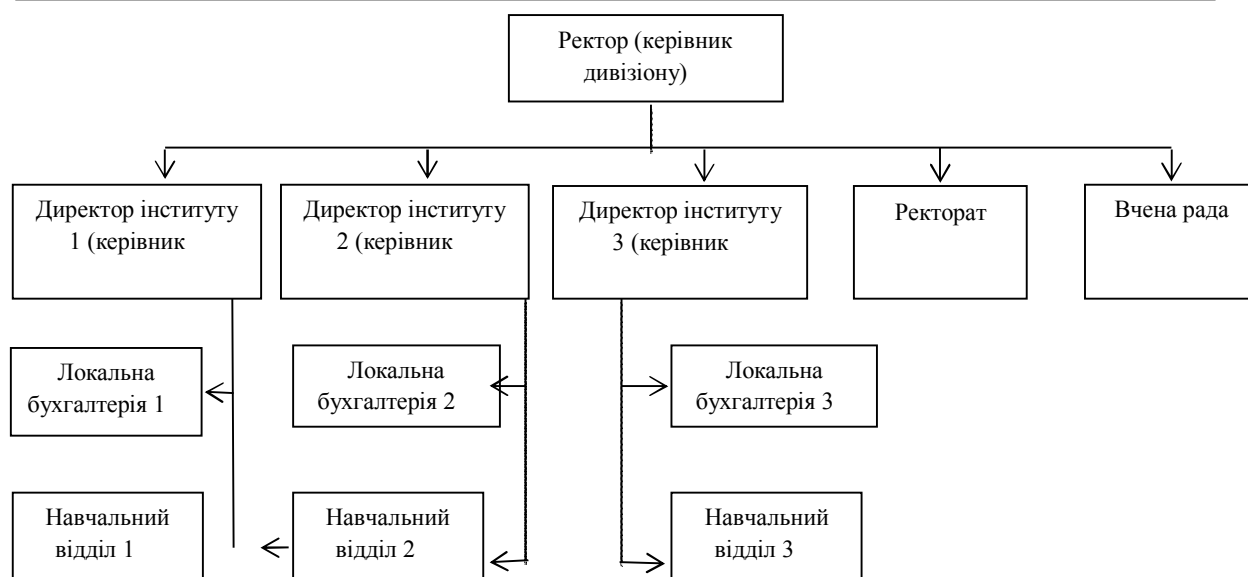 Ректор (керівник
дивізіону)
Директор інституту
1 (керівник
Директор інституту
2 (керівник
Директор інституту
3 (керівник
Ректорат
Вчена рада
Локальна
бухгалтерія 1
Локальна
бухгалтерія 2
Локальна
бухгалтерія 3
Навчальний
відділ 1
Навчальний
відділ 2
Навчальний
відділ 3